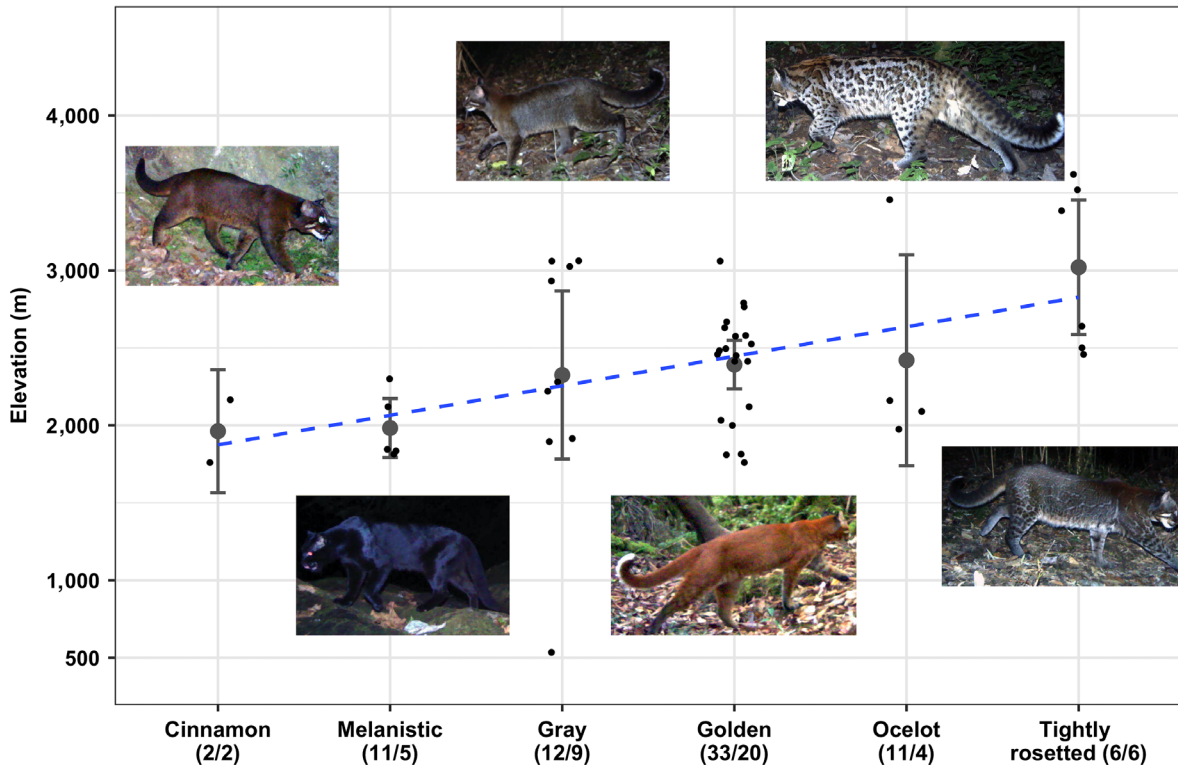 4,000
3,000
2,000
1,000
500
Elevation (m)
Cinnamon
(2/2)
Melanistic
(11/5)
Gray
(12/9)
Golden
(33/20)
Ocelot
(11/4)
Tightly
rosetted (6/6)